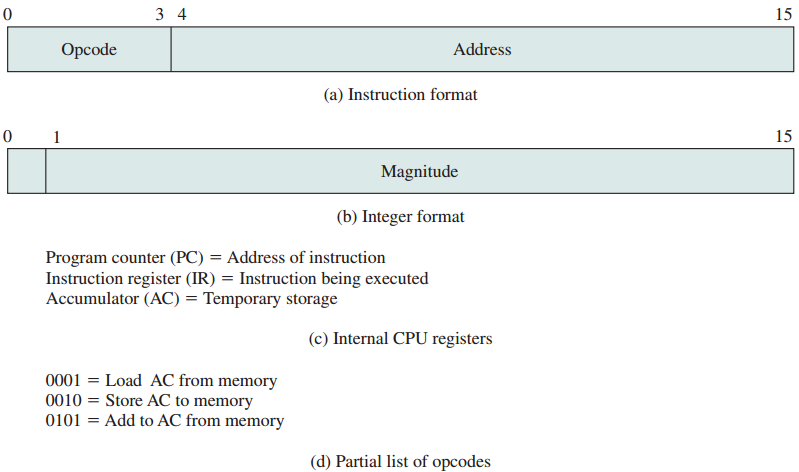 0 3 4 15
Opcode Address
(a) Instruction format
0 1 15
Magnitude
(b) Integer format
Program counter (PC) = Address of instruction
Instruction register (IR) = Instruction being executed
Accumulator (AC) = Temporary storage
(c) Internal CPU registers
0001 = Load AC from memory
0010 = Store AC to memory
0101 = Add to AC from memory
(d) Partial list of opcodes